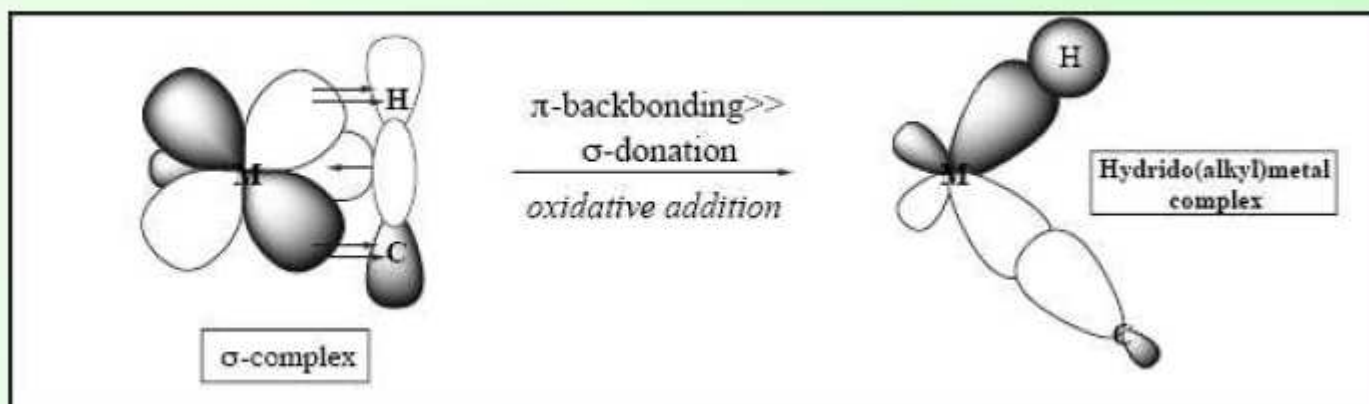 M
H
C
σ-complex
π-backbonding>>
σ-donation
oxidative addition
H
M
C
Hydrido(alkyl)metal
complex